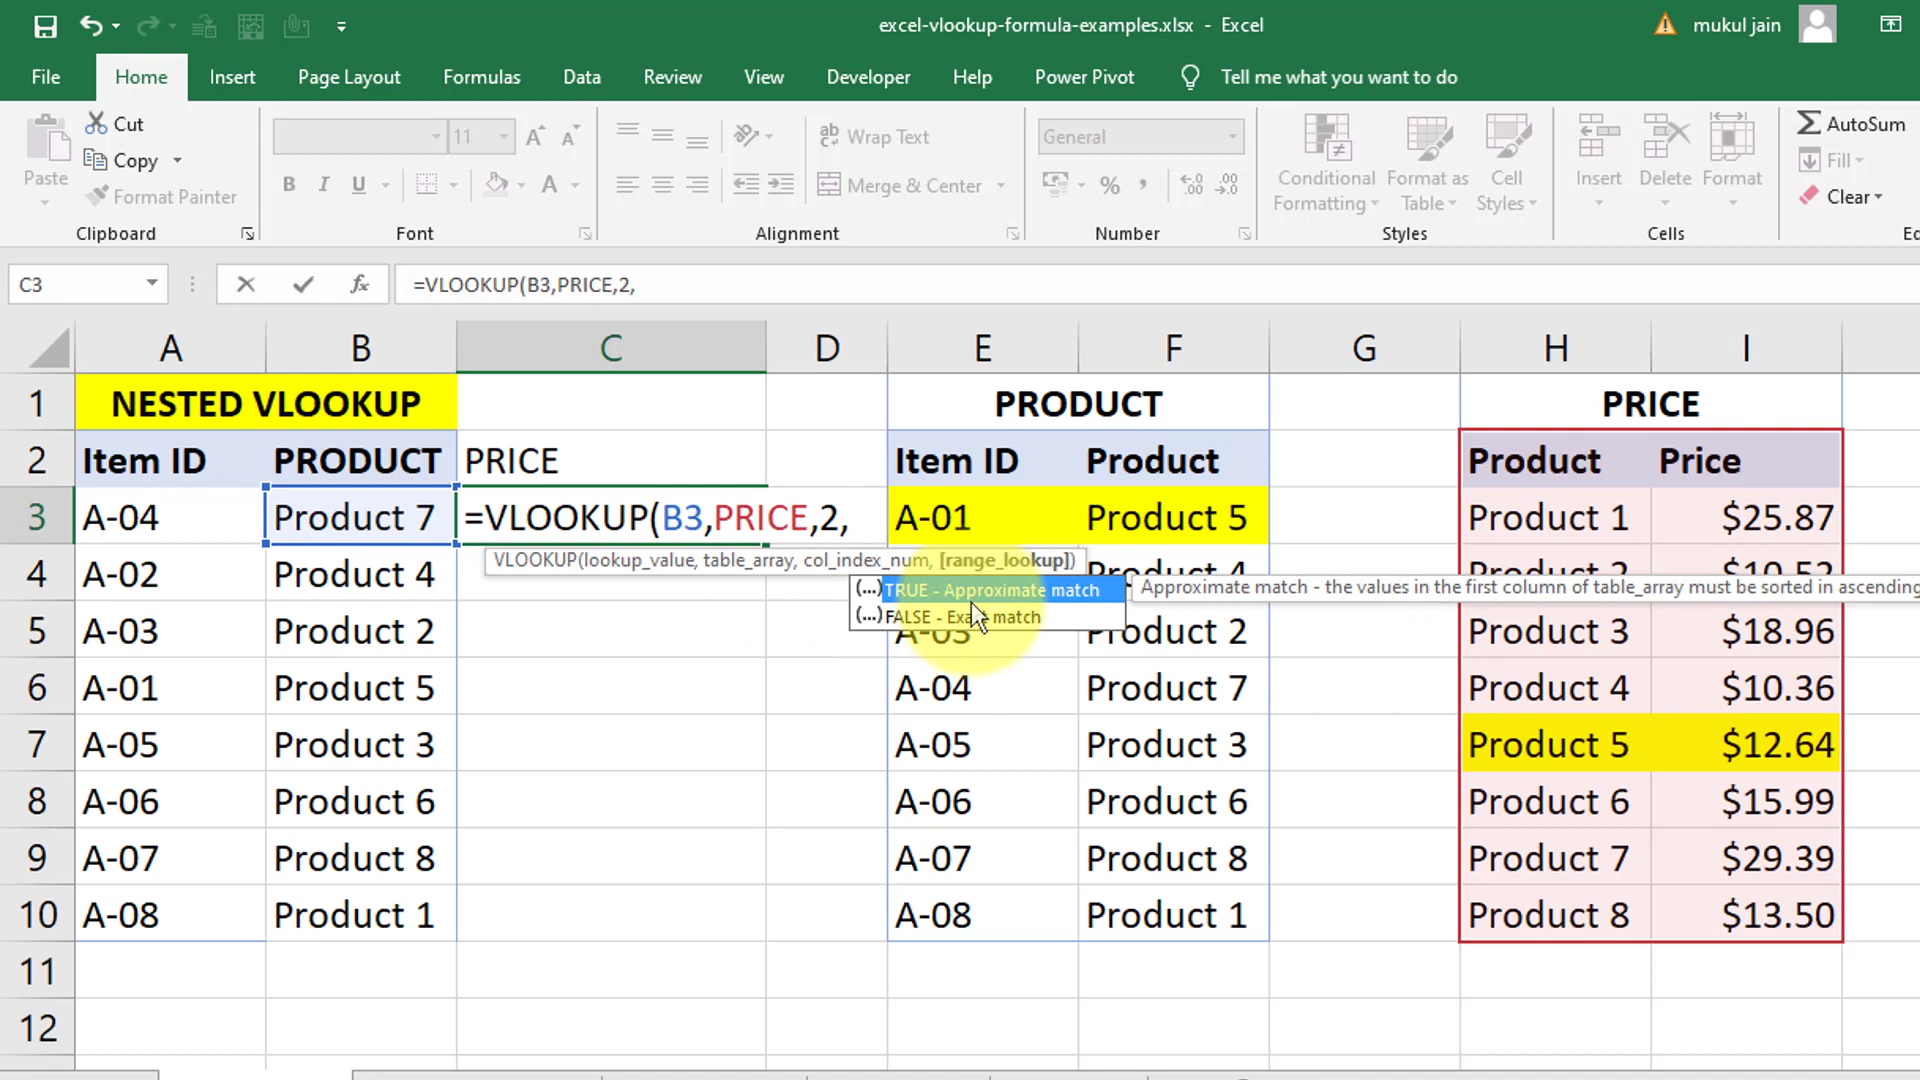 excel-vlookup-formula-examples.xlsx - Excel
mukul jain
File Home Insert Page Layout Formulas Data Review View Developer Help Power Pivot Tell me what you want to do
Paste
Cut
Copy
Format Painter
11
B I U
Wrap Text
Merge & Center
General
Conditional Formatting
Format as Table
Cell Styles
Insert
Delete
Format
AutoSum
Fill
Clear
Clipboard Font Alignment Number Styles Cells
C3 =VLOOKUP(B3,PRICE,2,
A B C D E F G H I
1 NESTED VLOOKUP PRODUCT PRICE
2 Item ID PRODUCT PRICE Item ID Product Product Price
3 A-04 Product 7 =VLOOKUP(B3,PRICE,2, A-01 Product 5 Product 1 $25.87
VLOOKUP(lookup_value, table_array, col_index_num, [range_lookup])
(...)TRUE - Approximate match
Approximate match - the values in the first column of table_array must be sorted in ascending
(...)FALSE - Exact match
4 A-02 Product 4
5 A-03 Product 2 A-03 Product 2 Product 3 $18.96
6 A-01 Product 5 A-04 Product 7 Product 4 $10.36
7 A-05 Product 3 A-05 Product 3 Product 5 $12.64
8 A-06 Product 6 A-06 Product 6 Product 6 $15.99
9 A-07 Product 8 A-07 Product 8 Product 7 $29.39
10 A-08 Product 1 A-08 Product 1 Product 8 $13.50
11
12